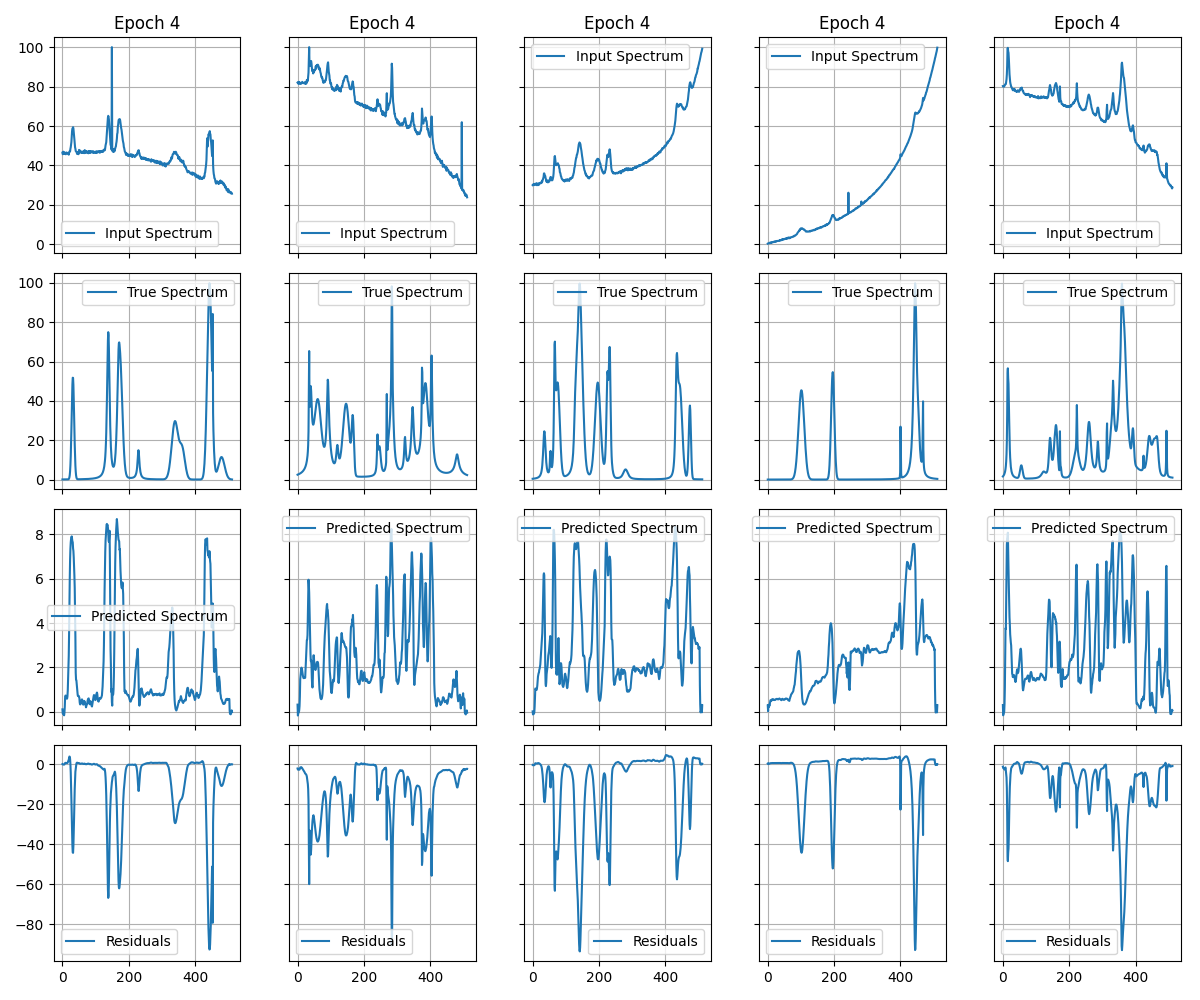 Epoch 4 Epoch 4 Epoch 4 Epoch 4 Epoch 4
100
80
60
40
20
0
Input Spectrum
Input Spectrum
Input Spectrum
Input Spectrum
Input Spectrum
100
80
60
40
20
0
True Spectrum
True Spectrum
True Spectrum
True Spectrum
True Spectrum
8
6
4
2
0
Predicted Spectrum
Predicted Spectrum
Predicted Spectrum
Predicted Spectrum
Predicted Spectrum
0
−20
−40
−60
−80
Residuals
Residuals
Residuals
Residuals
Residuals
0 200 400 0 200 400 0 200 400 0 200 400 0 200 400